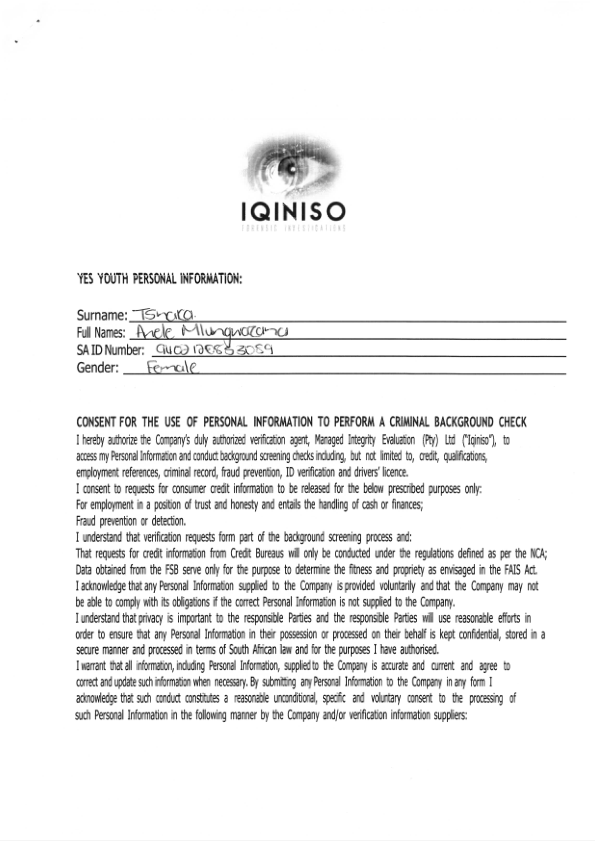 IQINISO
FORENSIC INVESTIGATIONS
YES YOUTH PERSONAL INFORMATION:
Surname: Tshaka
Full Names: Anele
SA ID Number:
Gender: Female
CONSENT FOR THE USE OF PERSONAL INFORMATION TO PERFORM A CRIMINAL BACKGROUND CHECK
I hereby authorize the Company's duly authorized verification agent, Managed Integrity Evaluation (Pty) Ltd ("Iqiniso"), to
access my Personal Information and conduct background screening checks including, but not limited to, credit, qualifications,
employment references, criminal record, fraud prevention, ID verification and drivers' licence.
I consent to requests for consumer credit information to be released for the below prescribed purposes only:
For employment in a position of trust and honesty and entails the handling of cash or finances;
Fraud prevention or detection.
I understand that verification requests form part of the background screening process and:
That requests for credit information from Credit Bureaus will only be conducted under the regulations defined as per the NCA;
Data obtained from the FSB serve only for the purpose to determine the fitness and propriety as envisaged in the FAIS Act.
I acknowledge that any Personal Information supplied to the Company is provided voluntarily and that the Company may not
be able to comply with its obligations if the correct Personal Information is not supplied to the Company.
I understand that privacy is important to the responsible Parties and the responsible Parties will use reasonable efforts in
order to ensure that any Personal Information in their possession or processed on their behalf is kept confidential, stored in a
secure manner and processed in terms of South African law and for the purposes I have authorised.
I warrant that all information, including Personal Information, supplied to the Company is accurate and current and agree to
correct and update such information when necessary. By submitting any Personal Information to the Company in any form I
acknowledge that such conduct constitutes a reasonable unconditional, specific and voluntary consent to the processing of
such Personal Information in the following manner by the Company and/or verification information suppliers: